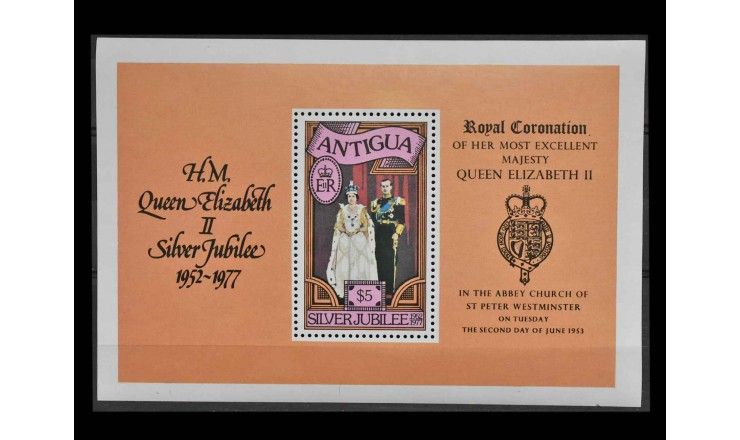 H.M.
Queen Elizabeth
II
Silver Jubilee
1952~1977
ANTIGUA
EIIR
$5
SILVER JUBILEE 1952 1977
Royal Coronation
OF HER MOST EXCELLENT
MAJESTY
QUEEN ELIZABETH II
IN THE ABBEY CHURCH OF
ST PETER WESTMINSTER
ON TUESDAY
THE SECOND DAY OF JUNE 1953